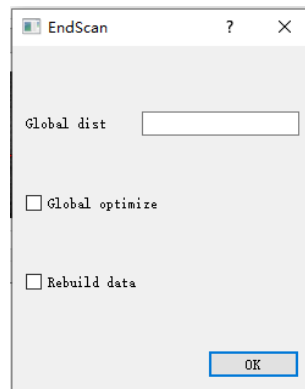 EndScan ?
Global dist
Global optimize
Rebuild data
OK